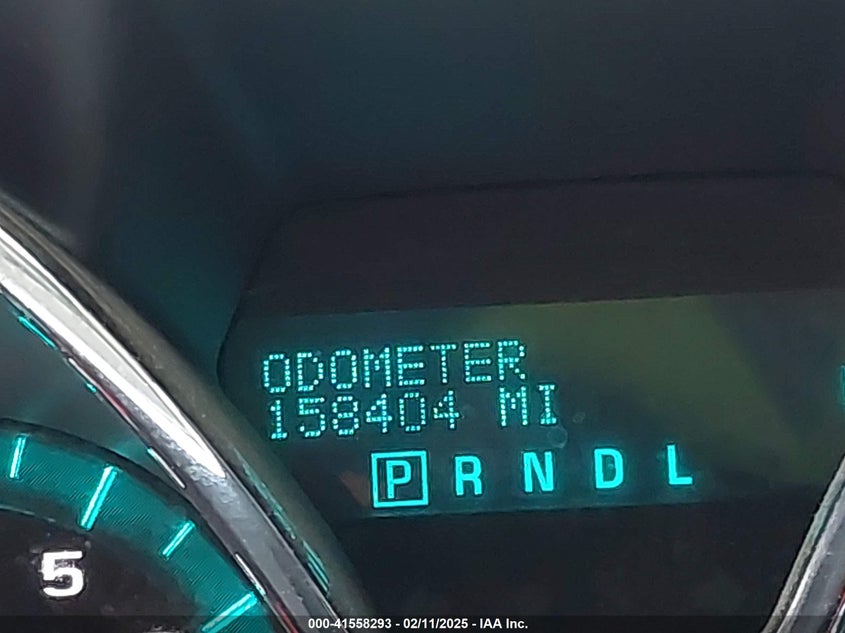 ODOMETER
158404 MI
P R N D L
5
000-41558293 - 02/11/2025 - IAA Inc.